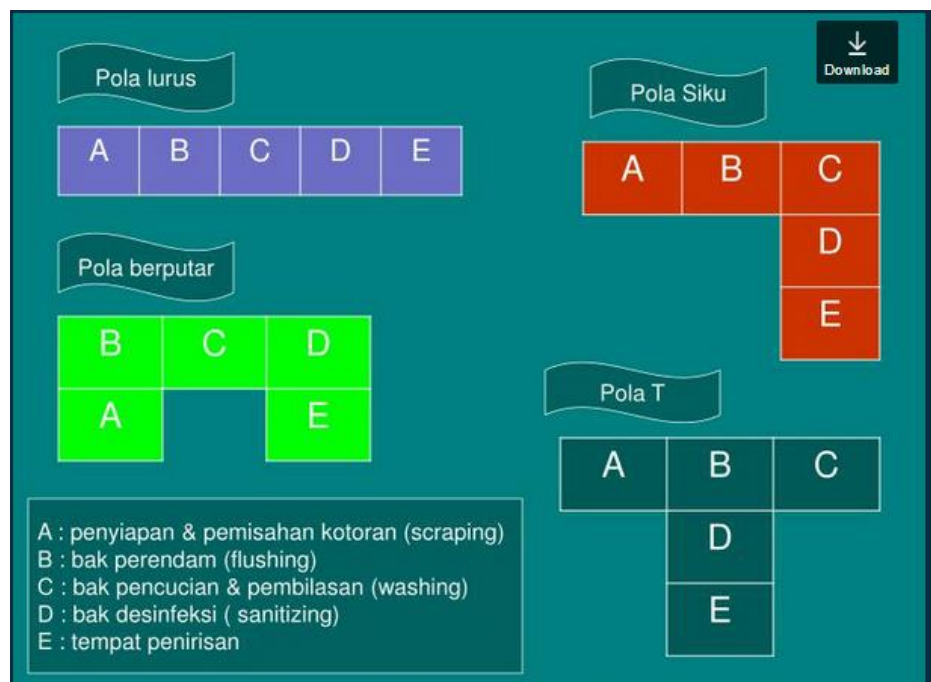 Download
Pola lurus
A B C D E
Pola Siku
A B C
D
E
Pola berputar
B C D
A E
Pola T
A B C
D
E
A : penyiapan & pemisahan kotoran (scraping)
B : bak perendam (flushing)
C : bak pencucian & pembilasan (washing)
D : bak desinfeksi ( sanitizing)
E : tempat penirisan